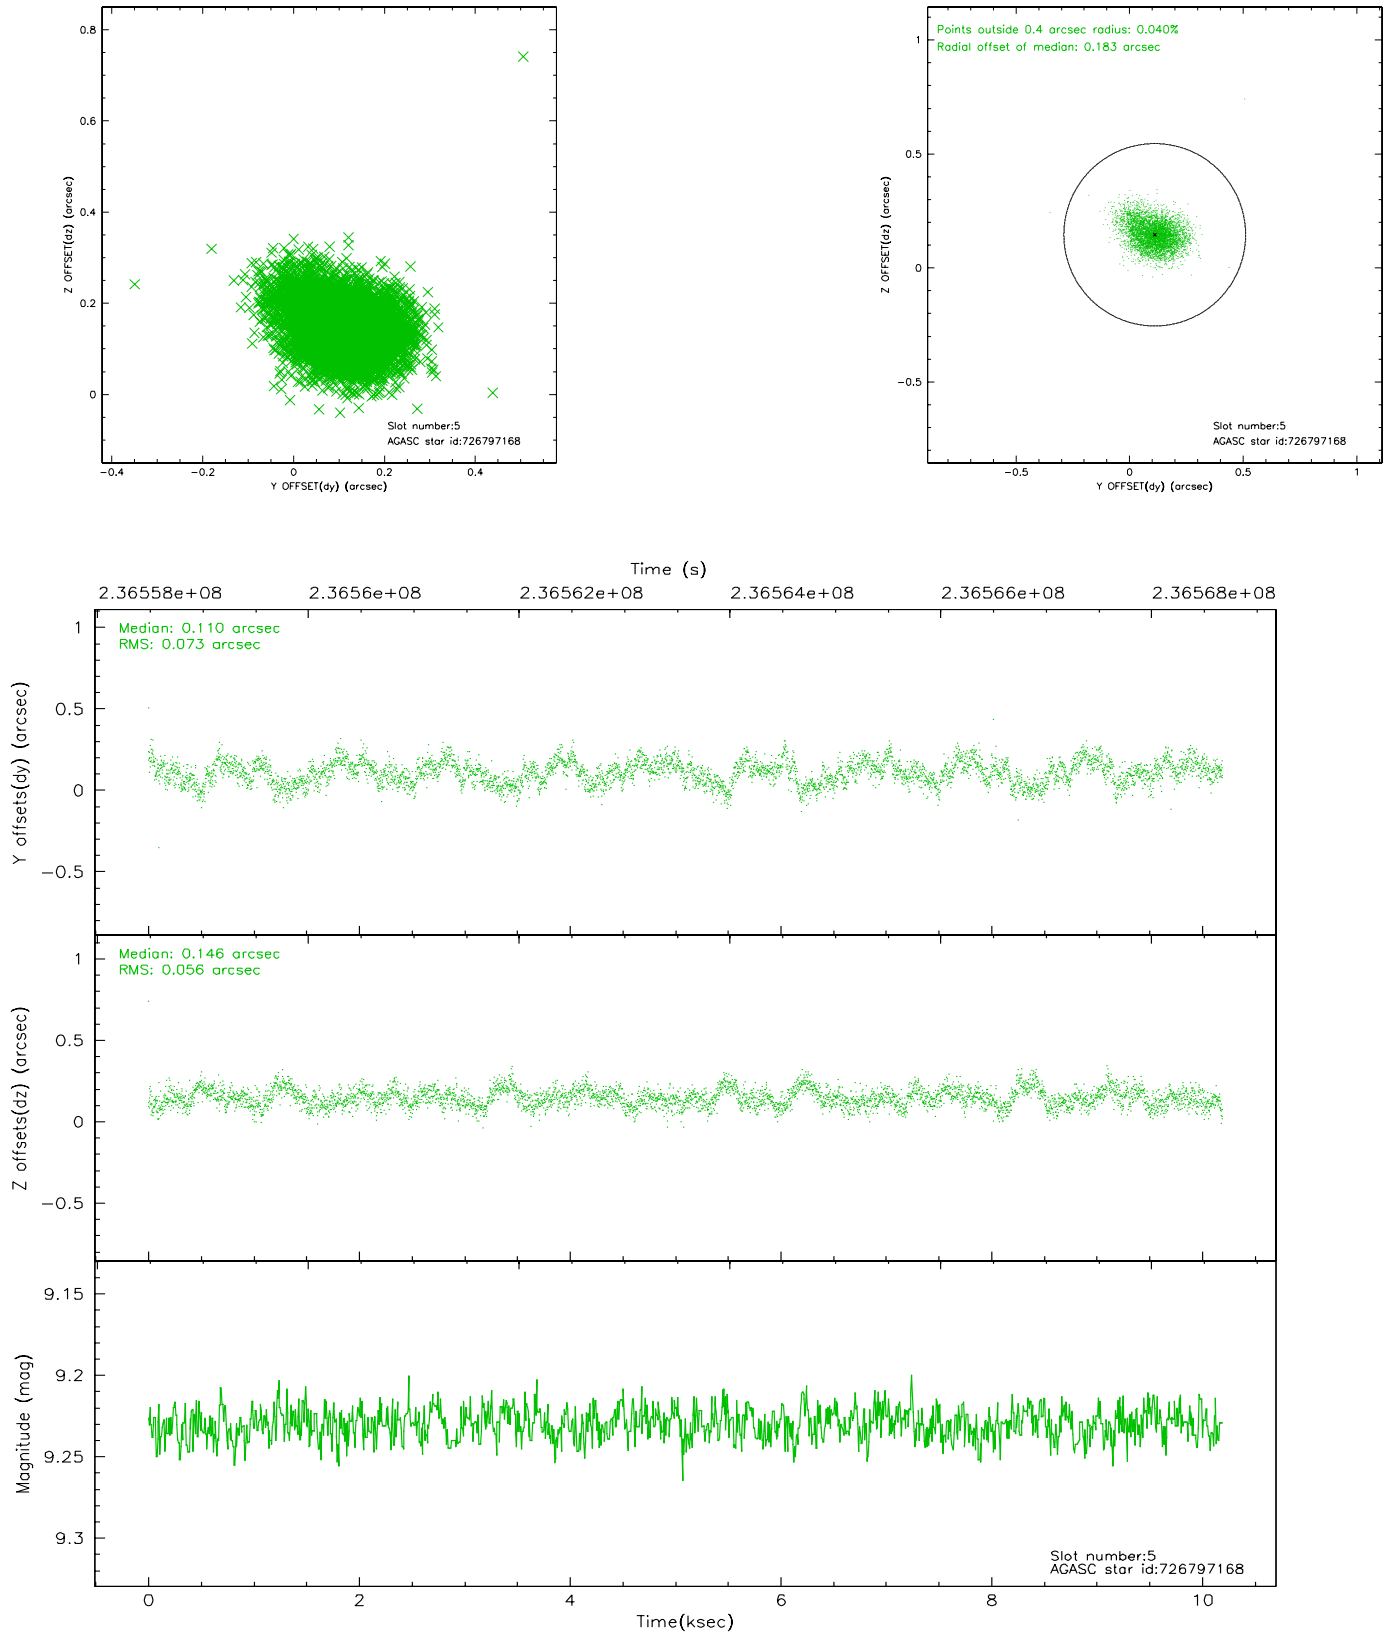 0.8
0.6
0.4
0.2
0
Z OFFSET(dz) (arcsec)
Slot number:5
AGASC star id:726797168
−0.4 −0.2 0 0.2 0.4
Y OFFSET(dy) (arcsec)
Points outside 0.4 arcsec radius: 0.040%
Radial offset of median: 0.183 arcsec
1
0.5
0
−0.5
Z OFFSET(dz) (arcsec)
Slot number:5
AGASC star id:726797168
−0.5 0 0.5 1
Y OFFSET(dy) (arcsec)
Time (s)
2.36558e+08 2.3656e+08 2.36562e+08 2.36564e+08 2.36566e+08 2.36568e+08
Median: 0.110 arcsec
RMS: 0.073 arcsec
1
0.5
0
−0.5
Y offsets(dy) (arcsec)
Median: 0.146 arcsec
RMS: 0.056 arcsec
1
0.5
0
−0.5
Z offsets(dz) (arcsec)
9.15
9.2
9.25
9.3
Magnitude (mag)
Slot number:5
AGASC star id:726797168
0 2 4 6 8 10
Time(ksec)